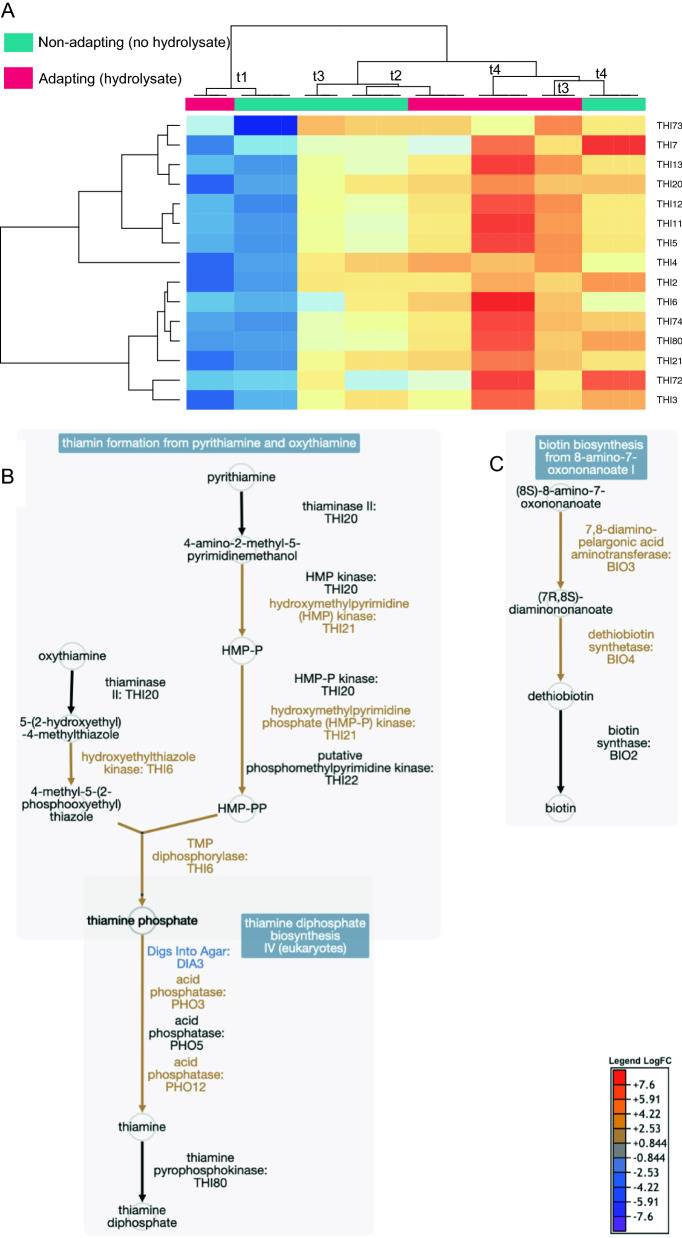 A
Non-adapting (no hydrolysate)
Adapting (hydrolysate)
t1
t3
t2
t4
t3
t4
THI73
THI7
THI13
THI20
THI12
THI11
THI5
THI4
THI2
THI6
THI74
THI80
THI21
THI72
THI3
B
thiamin formation from pyrithiamine and oxythiamine
pyrithiamine
thiaminase II:
THI20
4-amino-2-methyl-5-
pyrimidinemethanol
HMP kinase:
THI20
hydroxymethylpyrimidine
(HMP) kinase:
THI21
HMP-P
oxythiamine
thiaminase
II: THI20
HMP-P kinase:
THI20
hydroxymethylpyrimidine
phosphate (HMP-P) kinase:
THI21
putative
phosphomethylpyrimidine kinase:
THI22
5-(2-hydroxyethyl)
-4-methylthiazole
hydroxyethylthiazole
kinase: THI6
4-methyl-5-(2-
phosphooxyethyl)
thiazole
HMP-PP
TMP
diphosphorylase:
THI6
thiamine phosphate
thiamine diphosphate
biosynthesis
IV (eukaryotes)
Digs Into Agar:
DIA3
acid
phosphatase:
PHO3
acid
phosphatase:
PHO5
acid
phosphatase:
PHO12
thiamine
thiamine
pyrophosphokinase:
THI80
thiamine
diphosphate
C
biotin biosynthesis
from 8-amino-7-
oxononanoate I
(8S)-8-amino-7-
oxononanoate
7,8-diamino-
pelargonic acid
aminotransferase:
BIO3
(7R,8S)-
diaminononanoate
dethiobiotin
synthetase:
BIO4
dethiobiotin
biotin
synthase:
BIO2
biotin
Legend LogFC
+7.6
+5.91
+4.22
+2.53
+0.844
-0.844
-2.53
-4.22
-5.91
-7.6